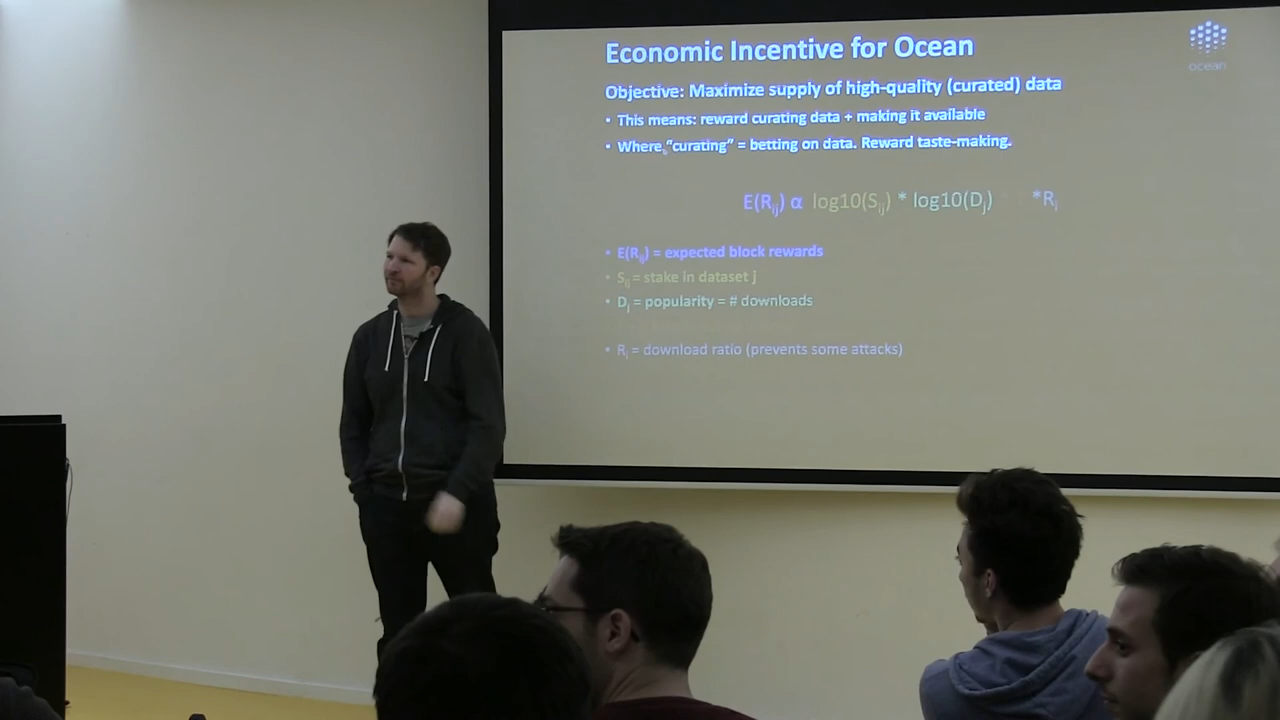 Economic Incentive for Ocean
ocean
Objective: Maximize supply of high-quality (curated) data
• This means: reward curating data + making it available
• Where "curating" = betting on data. Reward taste-making.
E(Rij) α log10(Sij) * log10(Dj) *Ri
• E(Rij) = expected block rewards
• Sij = stake in dataset j
• Dj = popularity = # downloads
• Ri = download ratio (prevents some attacks)